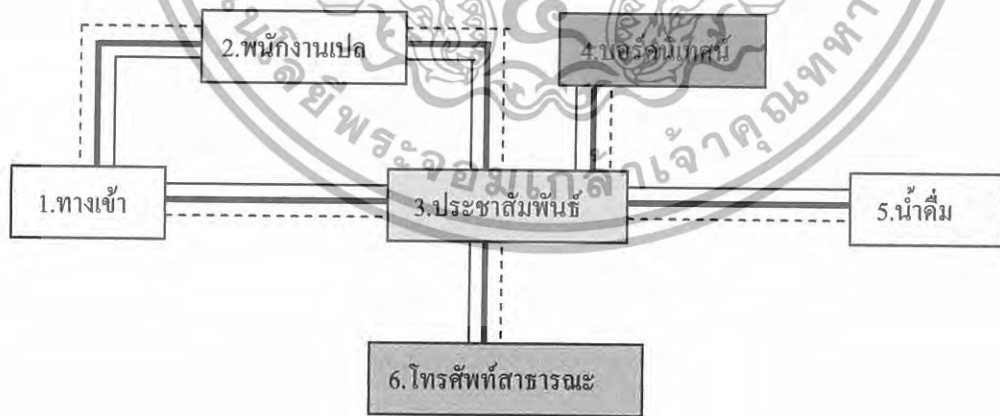 2.พนักงานเปล
4.บอร์ดนิเทศน์
1.ทางเข้า
3.ประชาสัมพันธ์
5.น้ำดื่ม
6.โทรศัพท์สาธารณะ